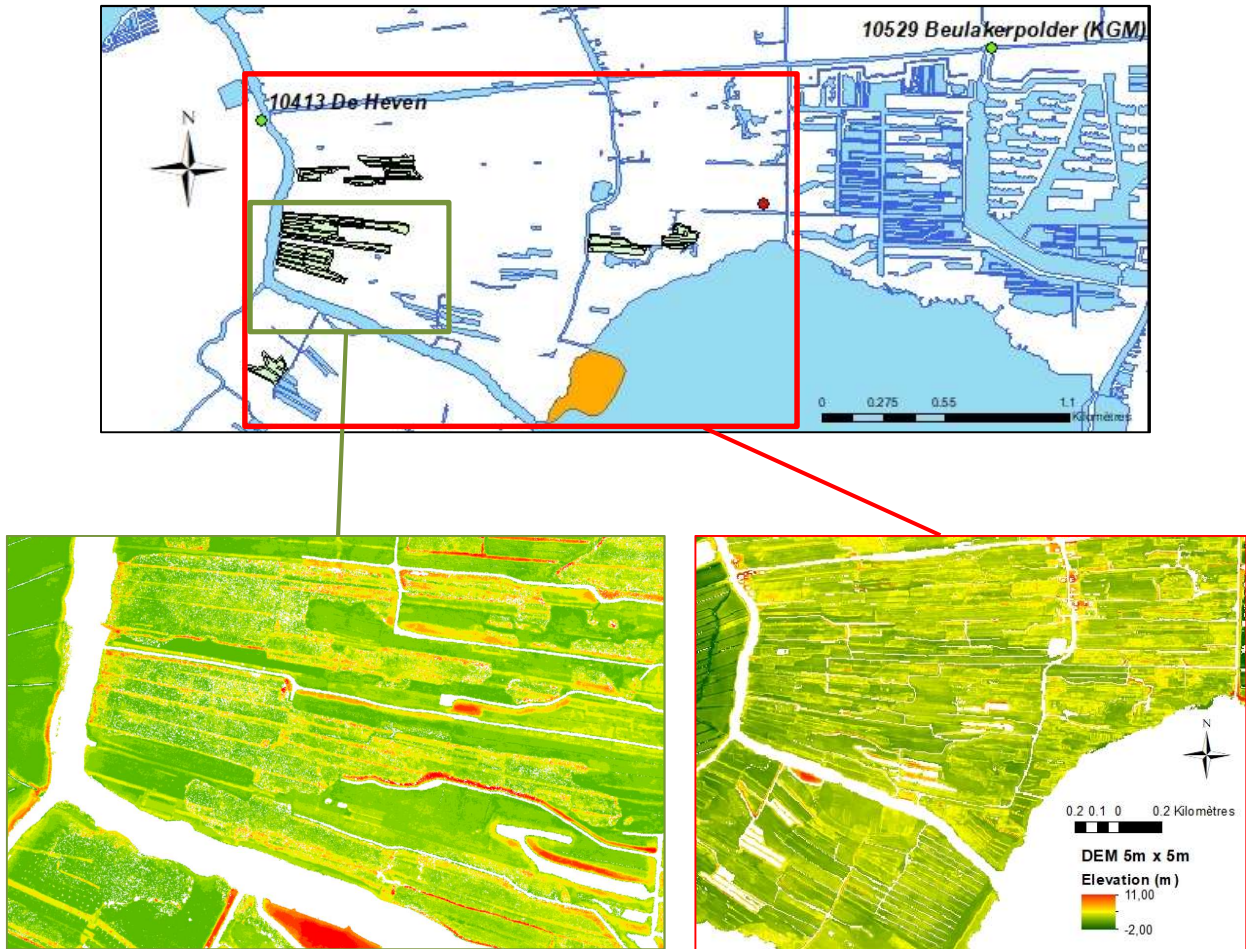 10529 Beulakerpolder (KGM)
10413 De Heven
N
0 0.275 0.55 1.1
Kilomètres
N
0.2 0.1 0 0.2 Kilomètres
DEM 5m x 5m
Elevation (m)
11,00
-2,00